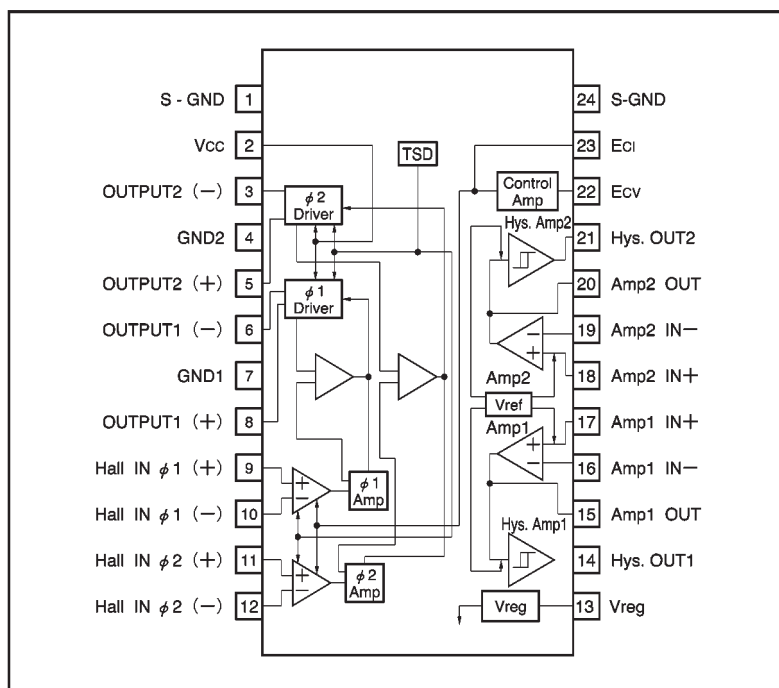 S - GND 1
VCC 2
OUTPUT2 (−) 3
GND2 4
OUTPUT2 (+) 5
OUTPUT1 (−) 6
GND1 7
OUTPUT1 (+) 8
Hall IN φ1 (+) 9
Hall IN φ1 (−) 10
Hall IN φ2 (+) 11
Hall IN φ2 (−) 12
TSD
φ2
Driver
φ1
Driver
+
−
φ1
Amp
+
−
φ2
Amp
Control
Amp
Hys. Amp2
−
+
Amp2
Vref
Amp1
+
−
Hys. Amp1
Vreg
24 S-GND
23 ECI
22 ECV
21 Hys. OUT2
20 Amp2 OUT
19 Amp2 IN−
18 Amp2 IN+
17 Amp1 IN+
16 Amp1 IN−
15 Amp1 OUT
14 Hys. OUT1
13 Vreg